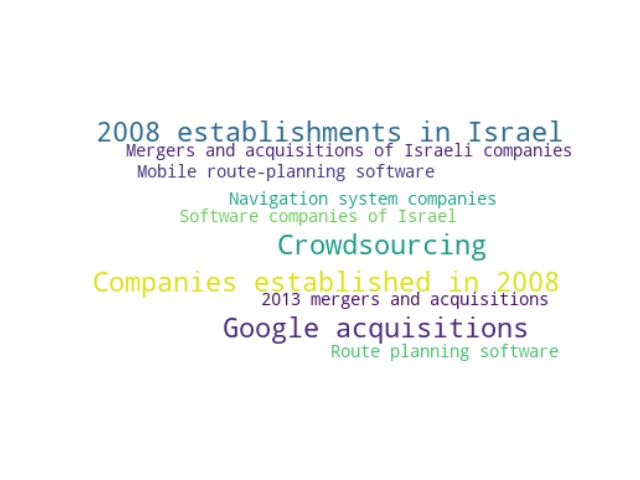 2008 establishments in Israel
Mergers and acquisitions of Israeli companies
Mobile route-planning software
Navigation system companies
Software companies of Israel
Crowdsourcing
Companies established in 2008
2013 mergers and acquisitions
Google acquisitions
Route planning software